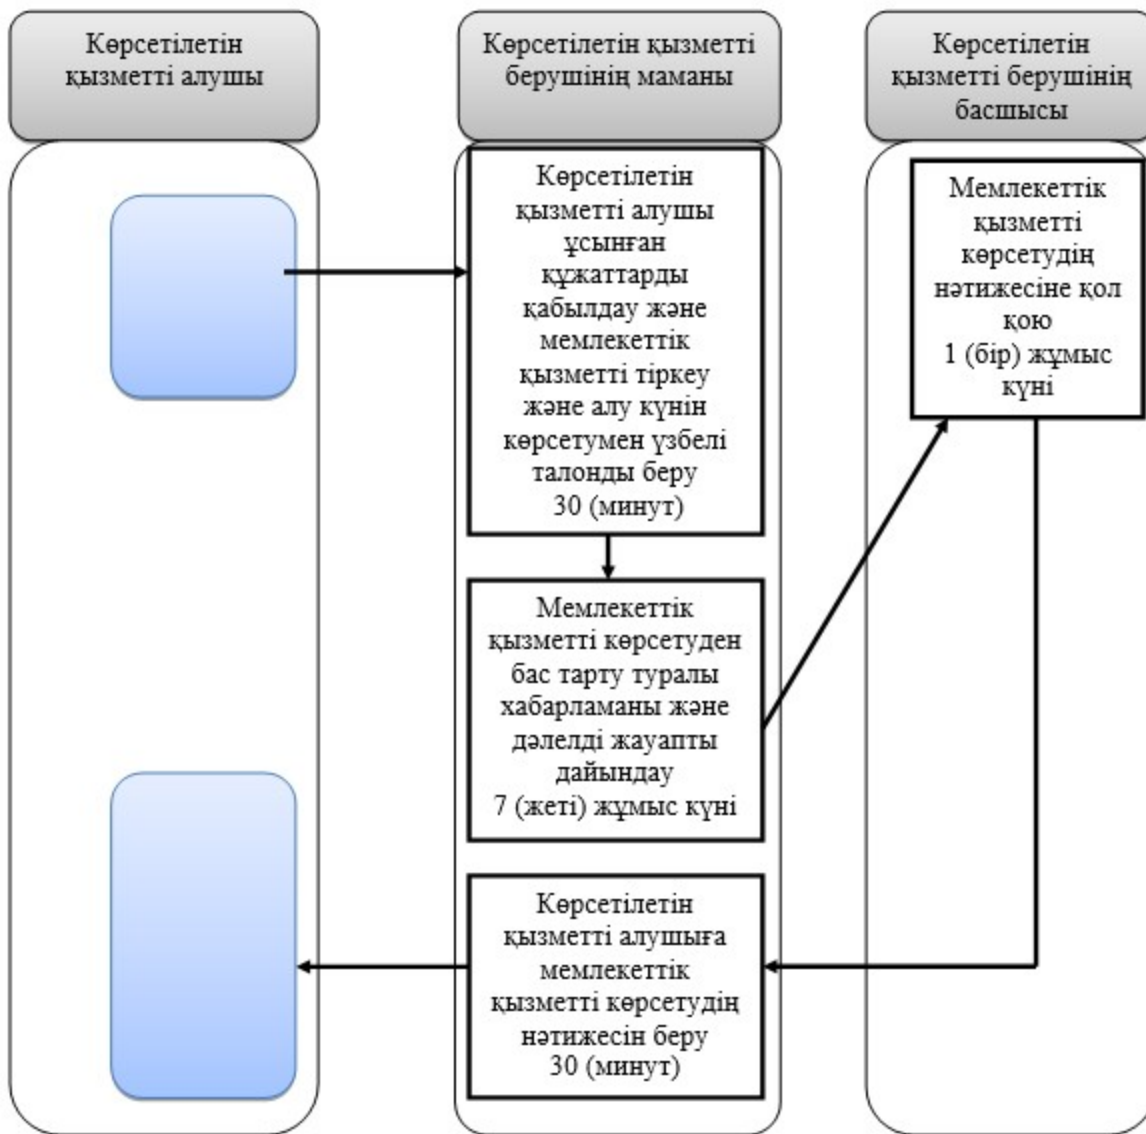 Көрсетілетін
қызметті алушы
Көрсетілетін қызметті
берушінің маманы
Көрсетілетін
қызметті берушінің
басшысы
Көрсетілетін
қызметті алушы
ұсынған
құжаттарды
қабылдау және
мемлекеттік
қызметті тіркеу
және алу күнін
көрсетумен үзбелі
талонды беру
30 (минут)
Мемлекеттік
қызметті көрсетуден
бас тарту туралы
хабарламаны және
дәлелді жауапты
дайындау
7 (жеті) жұмыс күні
Мемлекеттік
қызметті
көрсетудің
нәтижесіне қол
қою
1 (бір) жұмыс
күні
Көрсетілетін
қызметті алушыға
мемлекеттік
қызметті көрсетудің
нәтижесін беру
30 (минут)